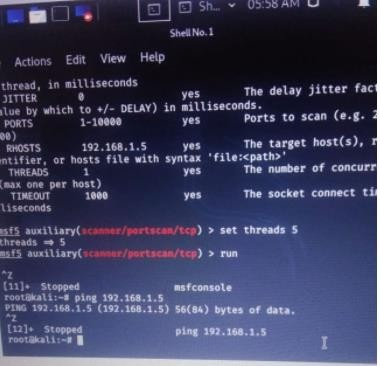 Sh...
05:58 AM
Shell No. 1
Actions Edit View Help
thread, in milliseconds
JITTER 0 yes The delay jitter fact
alue by which to +/- DELAY) in milliseconds.
PORTS 1-10000 yes Ports to scan (e.g. 2
00)
RHOSTS 192.168.1.5 yes The target host(s), r
entifier, or hosts file with syntax 'file:<path>'
THREADS 1 yes The number of concurr
(max one per host)
TIMEOUT 1000 yes The socket connect tim
liseconds
msf5 auxiliary(scanner/portscan/tcp) > set threads 5
threads => 5
msf5 auxiliary(scanner/portscan/tcp) > run
^Z
[11]+ Stopped msfconsole
root@kali:~# ping 192.168.1.5
PING 192.168.1.5 (192.168.1.5) 56(84) bytes of data.
^Z
[12]+ Stopped ping 192.168.1.5
root@kali:~#